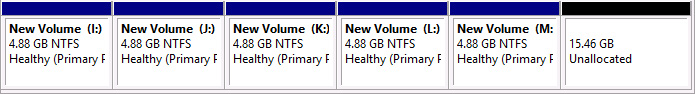 New Volume (I:)
4.88 GB NTFS
Healthy (Primary F
New Volume (J:)
4.88 GB NTFS
Healthy (Primary F
New Volume (K:)
4.88 GB NTFS
Healthy (Primary F
New Volume (L:)
4.88 GB NTFS
Healthy (Primary F
New Volume (M:
4.88 GB NTFS
Healthy (Primary F
15.46 GB
Unallocated